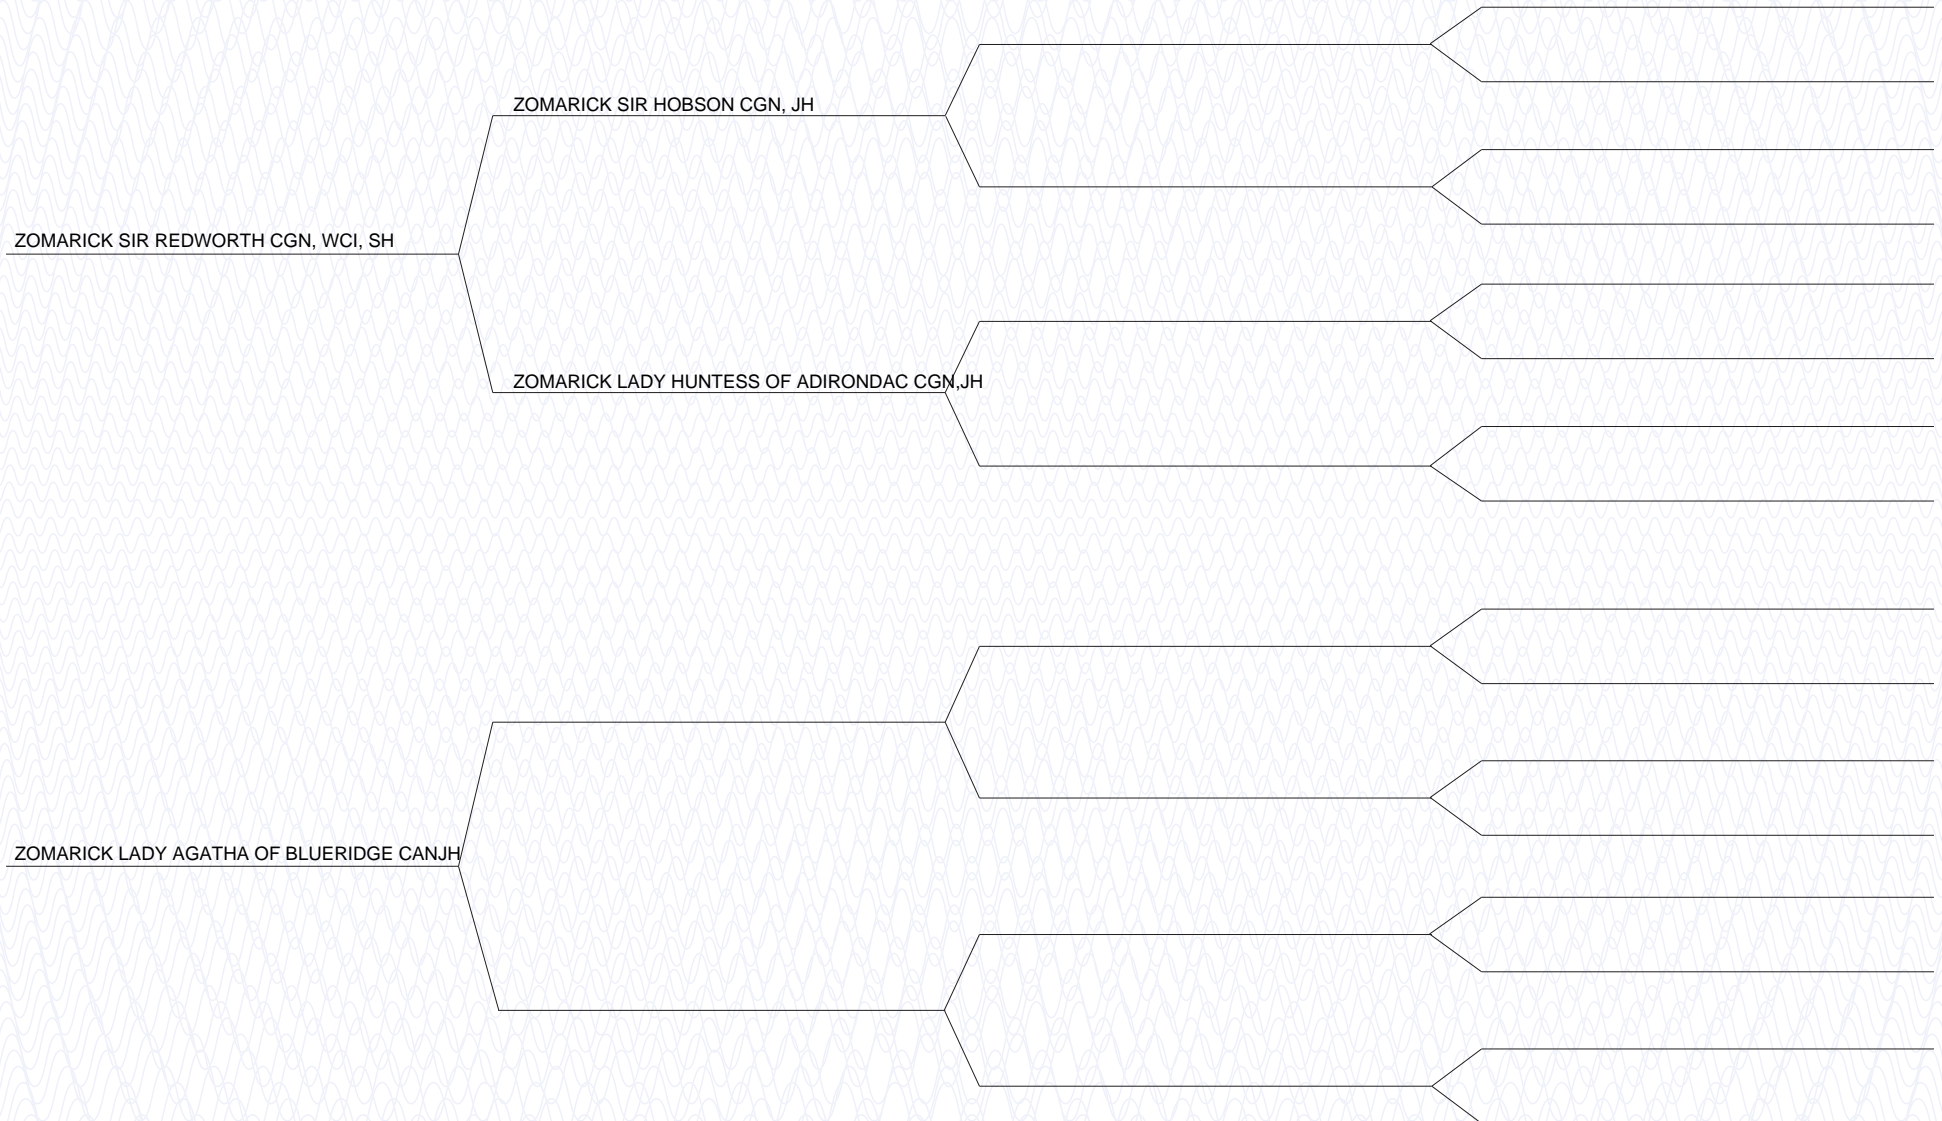 ZOMARICK SIR HOBSON CGN, JH
ZOMARICK SIR REDWORTH CGN, WCI, SH
ZOMARICK LADY HUNTESS OF ADIRONDAC CGN,JH
ZOMARICK LADY AGATHA OF BLUERIDGE CANJH